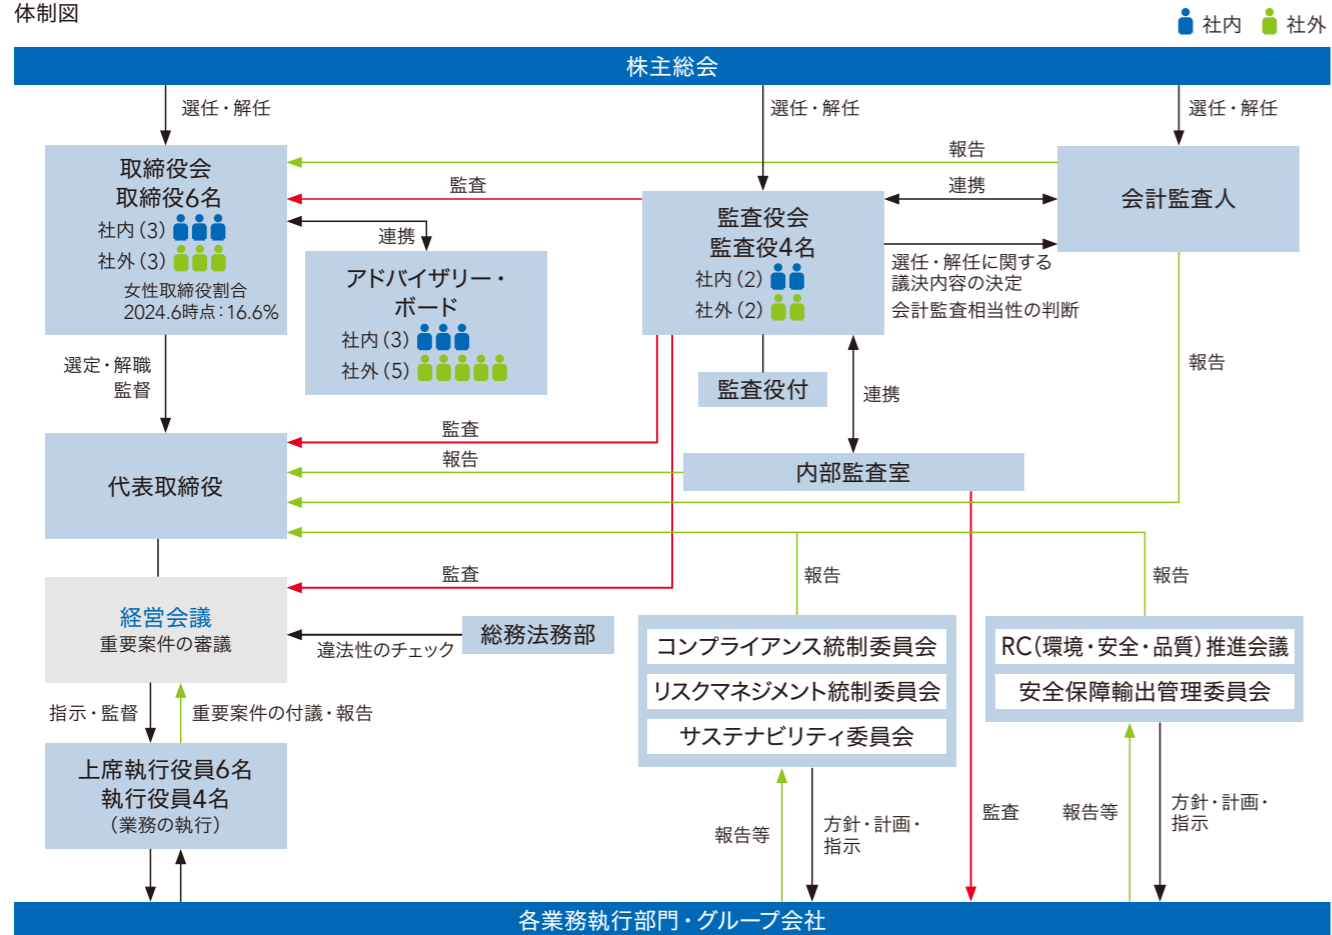 体制図
社内 社外
株主総会
選任・解任
選任・解任
選任・解任
取締役会
取締役6名
社内(3)
社外(3)
女性取締役割合
2024.6時点:16.6%
報告
監査
連携
連携
アドバイザリー・
ボード
社内(3)
社外(5)
監査役会
監査役4名
社内(2)
社外(2)
会計監査人
選任・解任に関する
議決内容の決定
会計監査相当性の判断
監査役付
連携
報告
選定・解職
監督
代表取締役
監査
報告
内部監査室
監査
報告
報告
経営会議
重要案件の審議
違法性のチェック
総務法務部
コンプライアンス統制委員会
リスクマネジメント統制委員会
サステナビリティ委員会
RC(環境・安全・品質)推進会議
安全保障輸出管理委員会
指示・監督
重要案件の付議・報告
上席執行役員6名
執行役員4名
(業務の執行)
報告等
方針・計画・
指示
監査
報告等
方針・計画・
指示
各業務執行部門・グループ会社